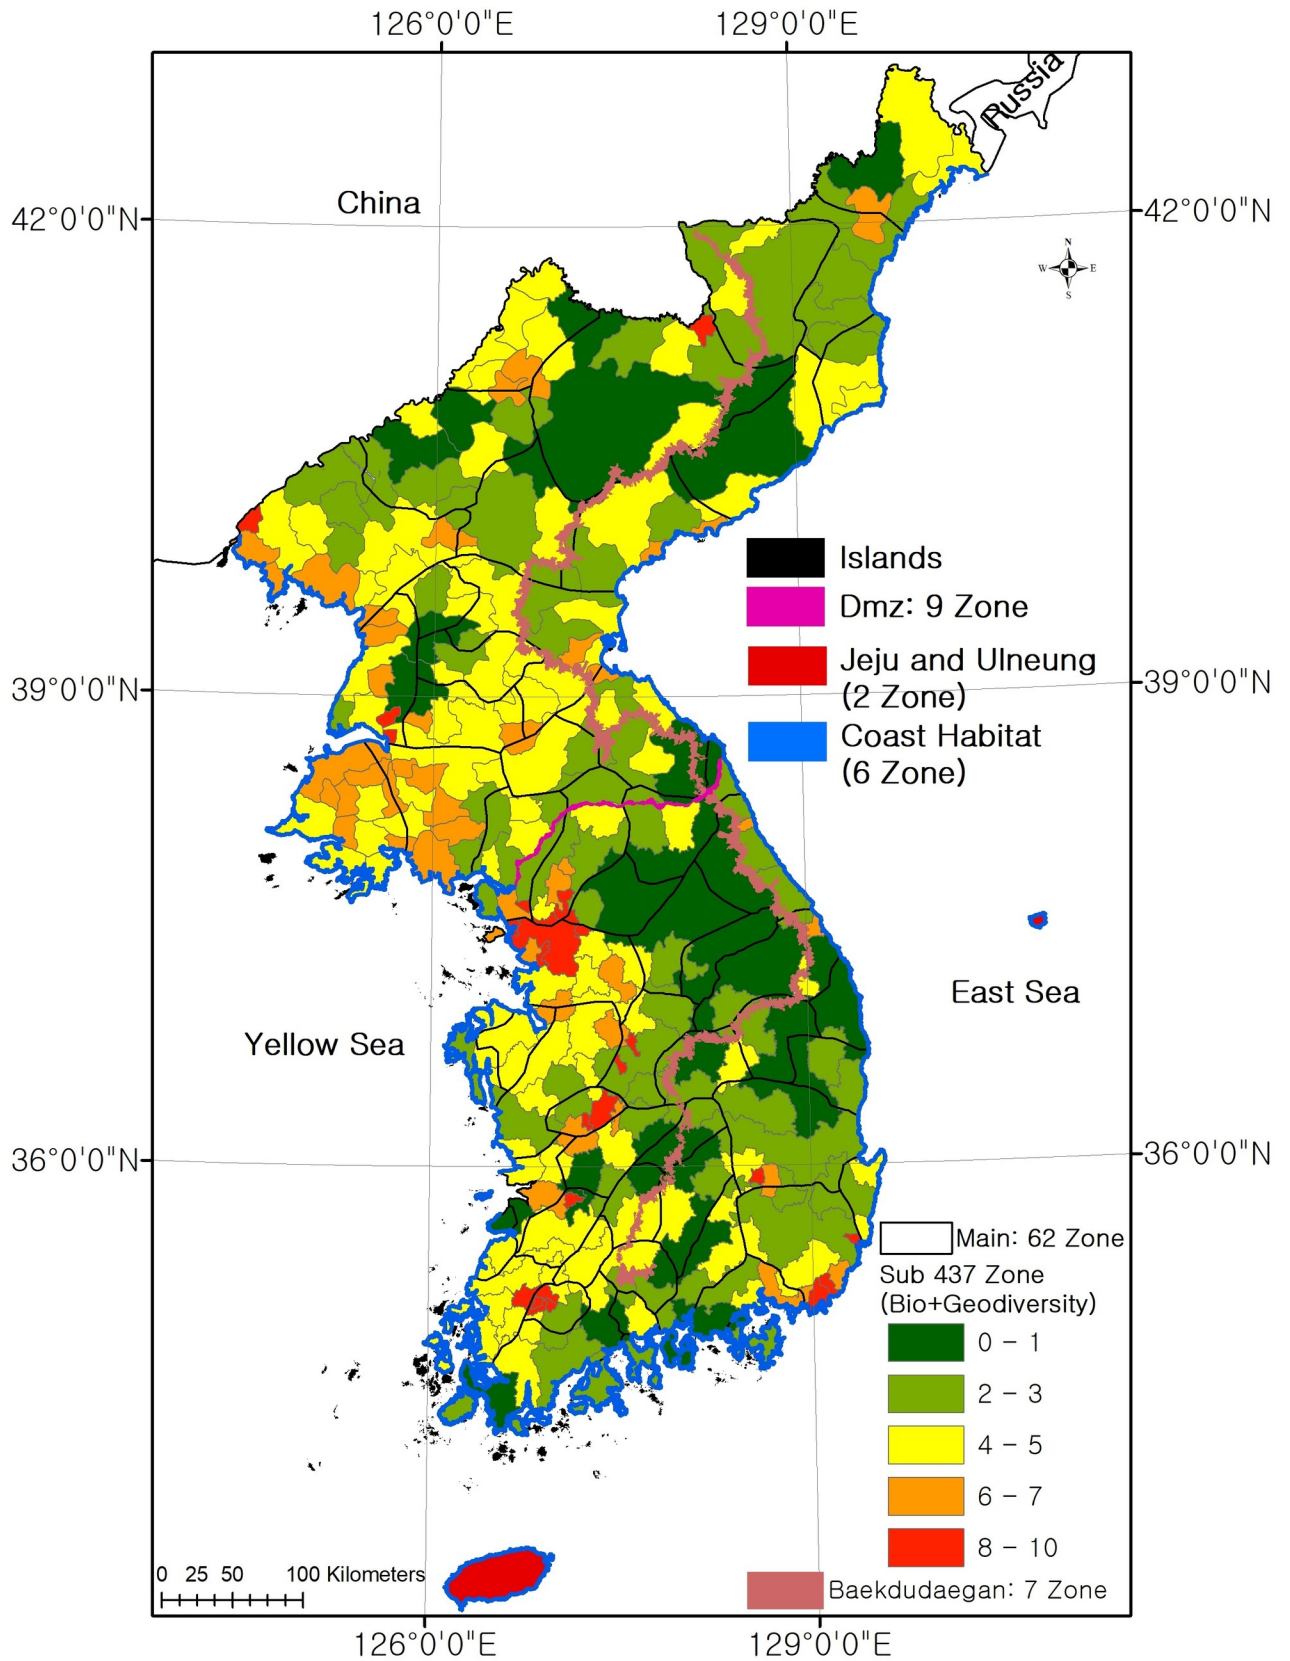 126°0'0"E 129°0'0"E
Russia
China
42°0'0"N 42°0'0"N
N
W E
S
Islands
Dmz: 9 Zone
Jeju and Ulneung
(2 Zone)
39°0'0"N 39°0'0"N
Coast Habitat
(6 Zone)
East Sea
Yellow Sea
36°0'0"N 36°0'0"N
Main: 62 Zone
Sub 437 Zone
(Bio+Geodiversity)
0 - 1
2 - 3
4 - 5
6 - 7
8 - 10
0 25 50 100 Kilometers
Baekdudaegan: 7 Zone
126°0'0"E 129°0'0"E